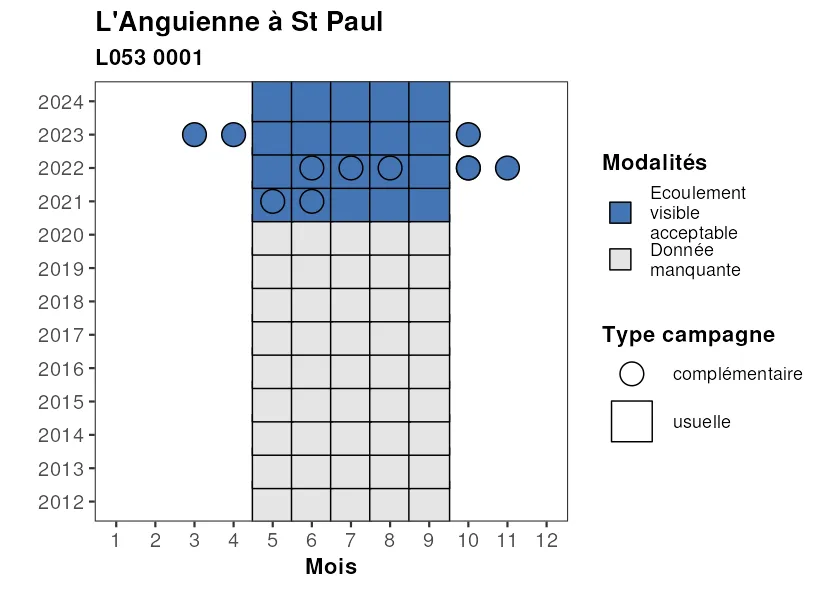 L'Anguienne à St Paul
L053 0001
2024
2023
2022
2021
2020
2019
2018
2017
2016
2015
2014
2013
2012
1 2 3 4 5 6 7 8 9 10 11 12
Mois
Modalités
Ecoulement
visible
acceptable
Donnée
manquante
Type campagne
complémentaire
usuelle